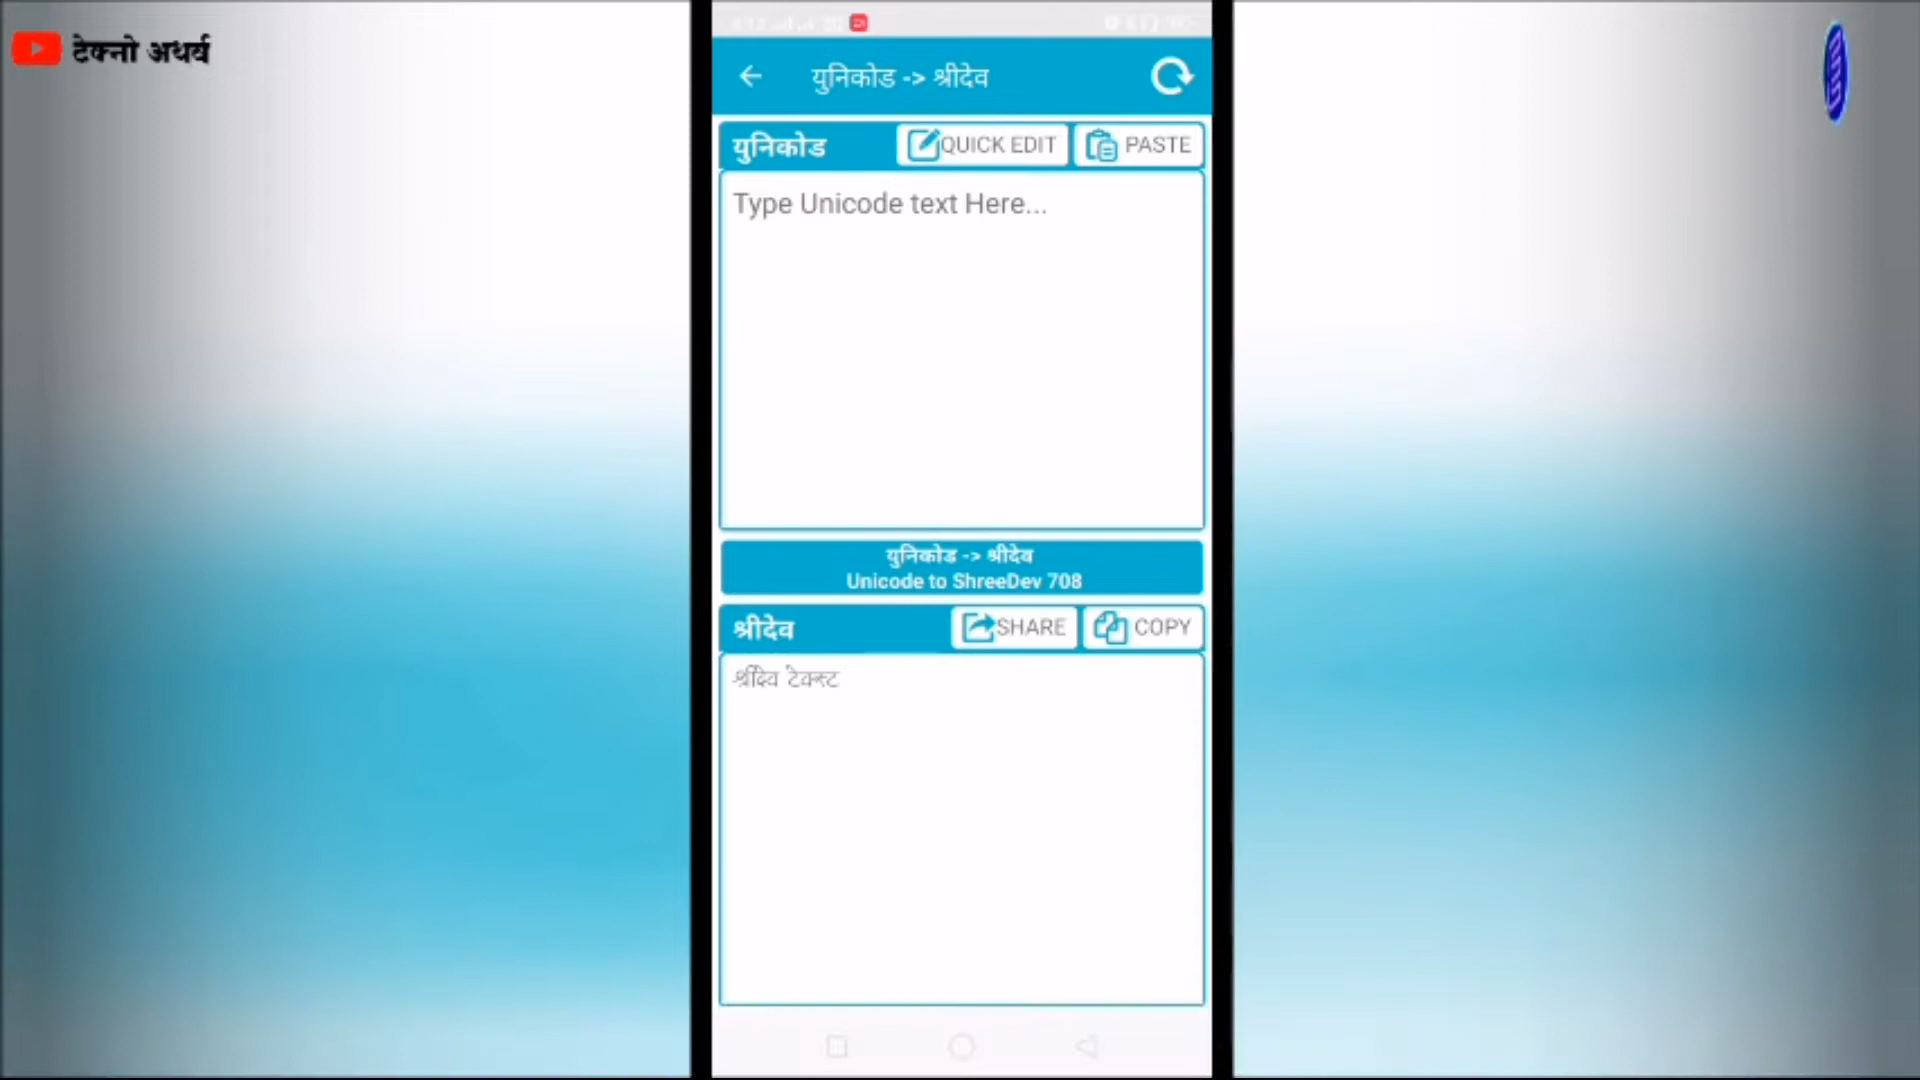 टेक्नो अथर्व
युनिकोड -> श्रीदेव
युनिकोड
QUICK EDIT
PASTE
Type Unicode text Here...
युनिकोड -> श्रीदेव
Unicode to ShreeDev 708
श्रीदेव
SHARE
COPY
श्रीदेव टेक्स्ट